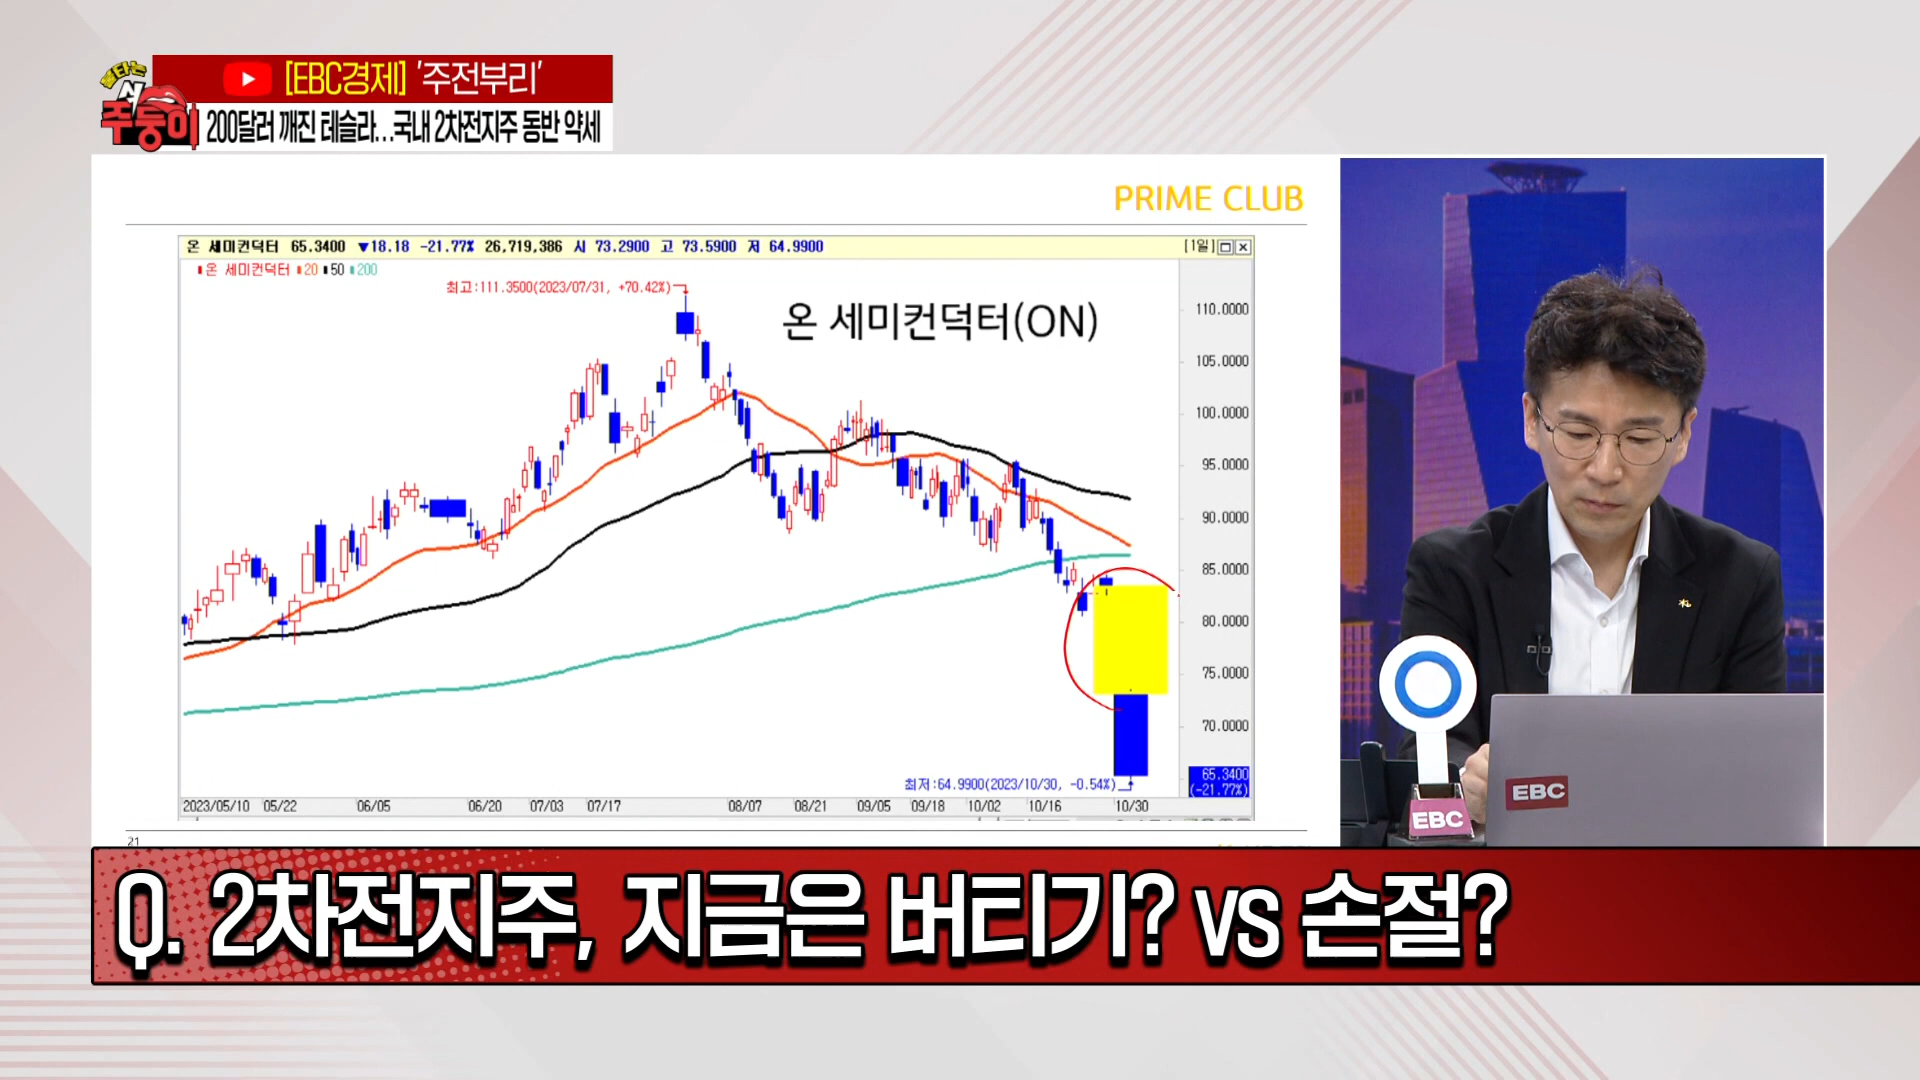 불타는
주둥이
[EBC경제] '주전부리'
200달러 깨진 테슬라...국내 2차전지주 동반 약세
PRIME CLUB
온 세미컨덕터 65.3400 ▼18.18 -21.77% 26,719,386 시 73.2900 고 73.5900 저 64.9900 [1일]
온 세미컨덕터 20 50 200
최고:111.3500(2023/07/31, +70.42%)
온 세미컨덕터(ON)
110.0000
105.0000
100.0000
95.0000
90.0000
85.0000
80.0000
75.0000
70.0000
65.3400
(-21.77%)
최저:64.9900(2023/10/30, -0.54%)
2023/05/10 05/22 06/05 06/20 07/03 07/17 08/07 08/21 09/05 09/18 10/02 10/16 10/30
21
EBC
EBC
Q. 2차전지주, 지금은 버티기? vs 손절?